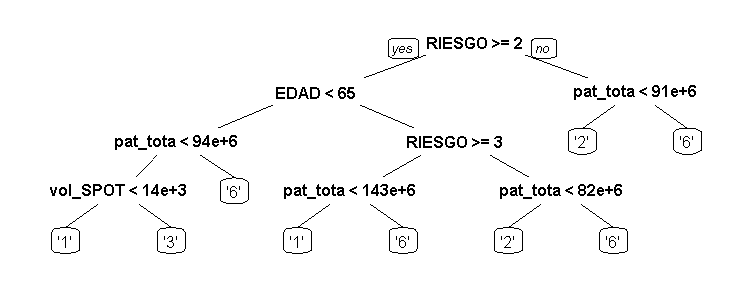 yes RIESGO >= 2 no
EDAD < 65
pat_tota < 91e+6
pat_tota < 94e+6
RIESGO >= 3
'2' '6'
vol_SPOT < 14e+3
'6'
pat_tota < 143e+6
pat_tota < 82e+6
'1' '3' '1' '6' '2' '6'